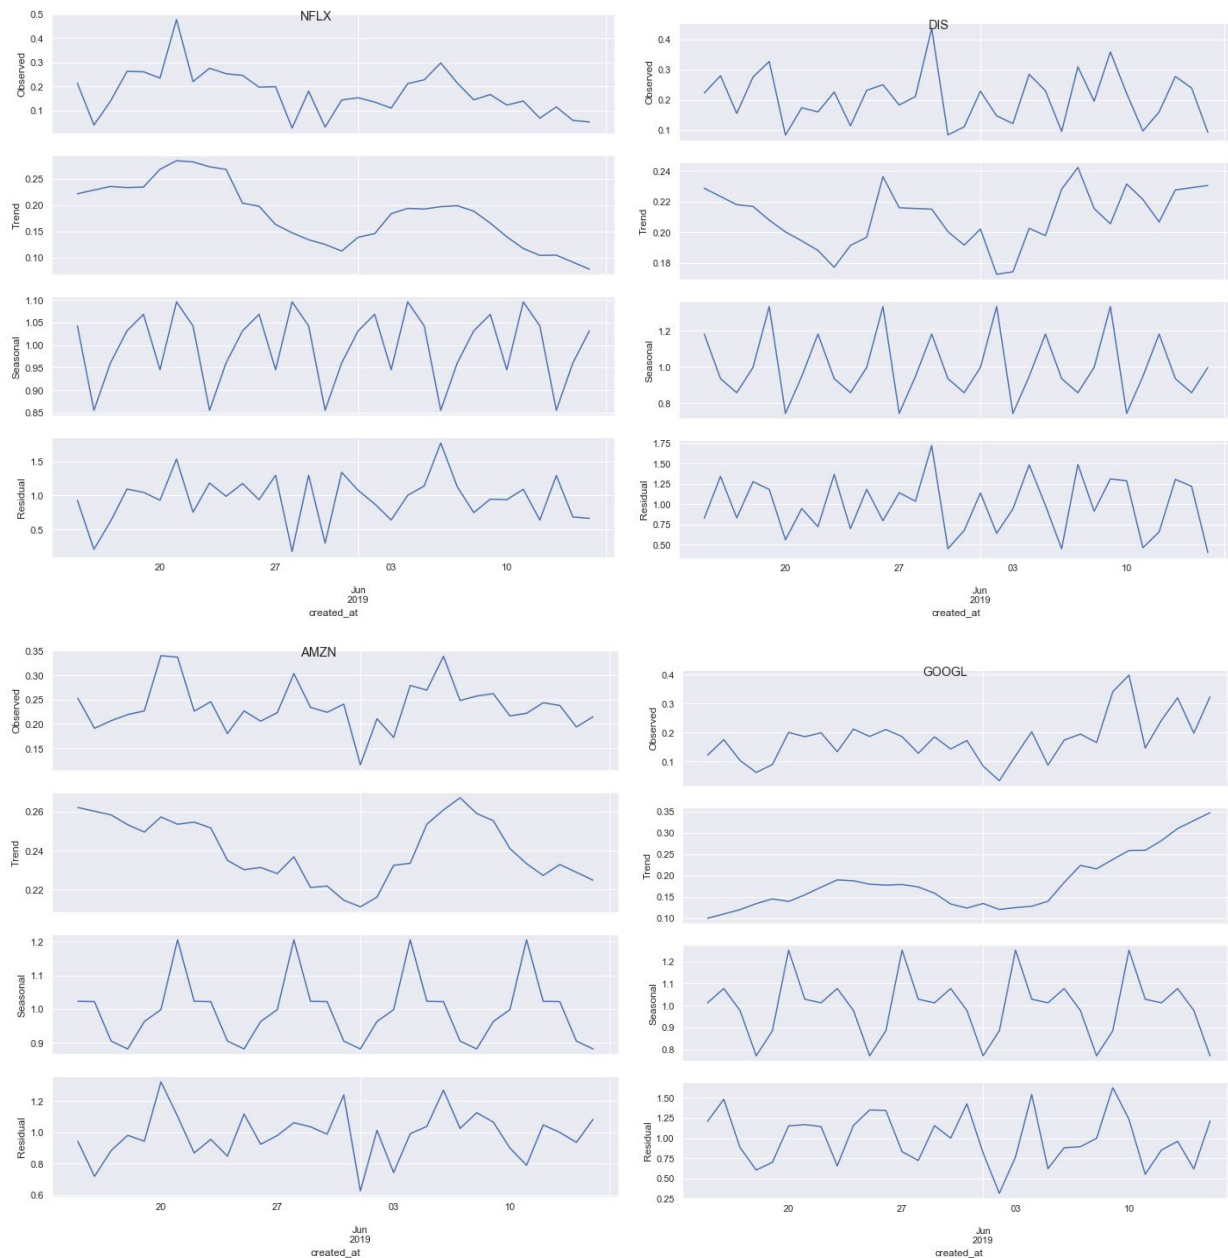 NFLX
Observed
0.5
0.4
0.3
0.2
0.1
Trend
0.25
0.20
0.15
0.10
Seasonal
1.10
1.05
1.00
0.95
0.90
0.85
Residual
1.5
1.0
0.5
20 27 03 10
Jun
2019
created_at
DIS
Observed
0.4
0.3
0.2
0.1
Trend
0.24
0.22
0.20
0.18
Seasonal
1.2
1.0
0.8
Residual
1.75
1.50
1.25
1.00
0.75
0.50
20 27 03 10
Jun
2019
created_at
AMZN
Observed
0.35
0.30
0.25
0.20
0.15
Trend
0.26
0.24
0.22
Seasonal
1.2
1.1
1.0
0.9
Residual
1.2
1.0
0.8
0.6
20 27 03 10
Jun
2019
created_at
GOOGL
Observed
0.4
0.3
0.2
0.1
Trend
0.35
0.30
0.25
0.20
0.15
0.10
Seasonal
1.2
1.1
1.0
0.9
0.8
Residual
1.50
1.25
1.00
0.75
0.50
0.25
20 27 03 10
Jun
2019
created_at